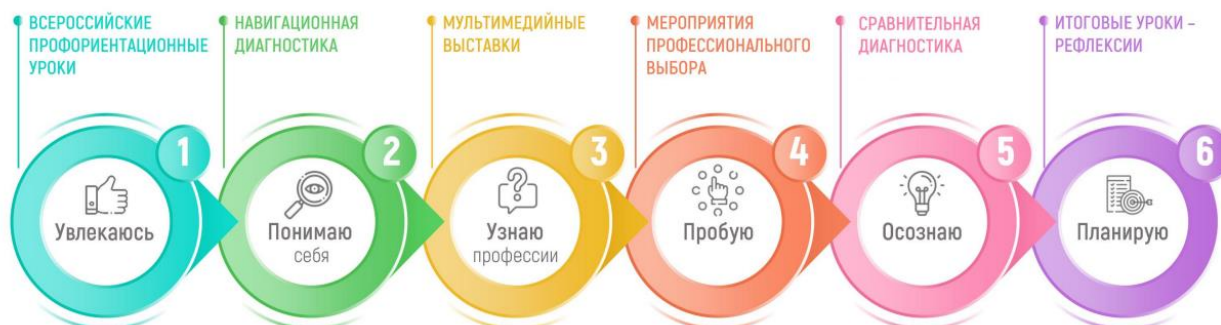 ВСЕРОССИЙСКИЕ
ПРОФОРИЕНТАЦИОННЫЕ
УРОКИ
НАВИГАЦИОННАЯ
ДИАГНОСТИКА
МУЛЬТИМЕДИЙНЫЕ
ВЫСТАВКИ
МЕРОПРИЯТИЯ
ПРОФЕССИОНАЛЬНОГО
ВЫБОРА
СРАВНИТЕЛЬНАЯ
ДИАГНОСТИКА
ИТОГОВЫЕ УРОКИ –
РЕФЛЕКСИИ
1
Увлекаюсь
2
Понимаю
себя
3
Узнаю
профессии
4
Пробую
5
Осознаю
6
Планирую